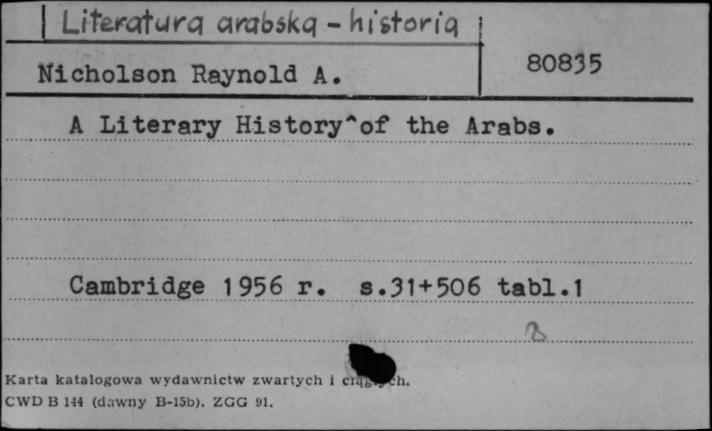 Literatura arabska - historia
Nicholson Raynold A.
80835
A Literary History^of the Arabs.
Cambridge 1956 r. s.31+506 tabl.1
B
Karta katalogowa wydawnictw zwartych i
CWD B 144 (dawny B-15b). ZGG 91.